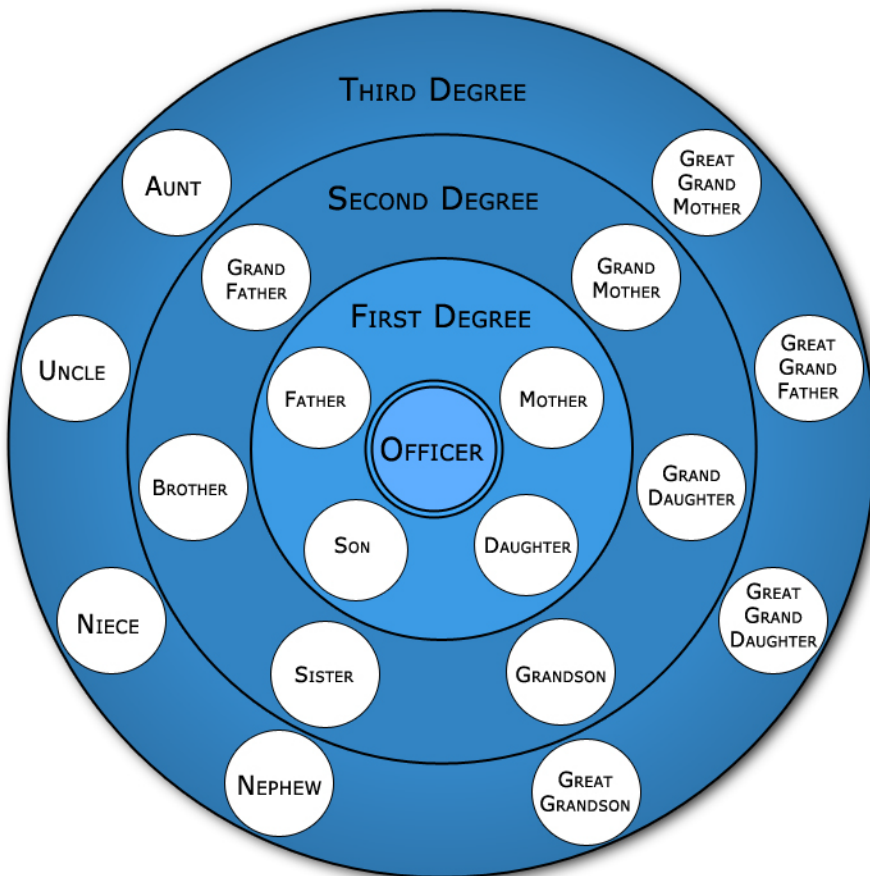 Third Degree
Aunt
Great
Grand
Mother
Second Degree
Grand
Father
Grand
Mother
First Degree
Uncle
Great
Grand
Father
Father
Mother
Officer
Brother
Grand
Daughter
Son
Daughter
Niece
Great
Grand
Daughter
Sister
Grandson
Nephew
Great
Grandson